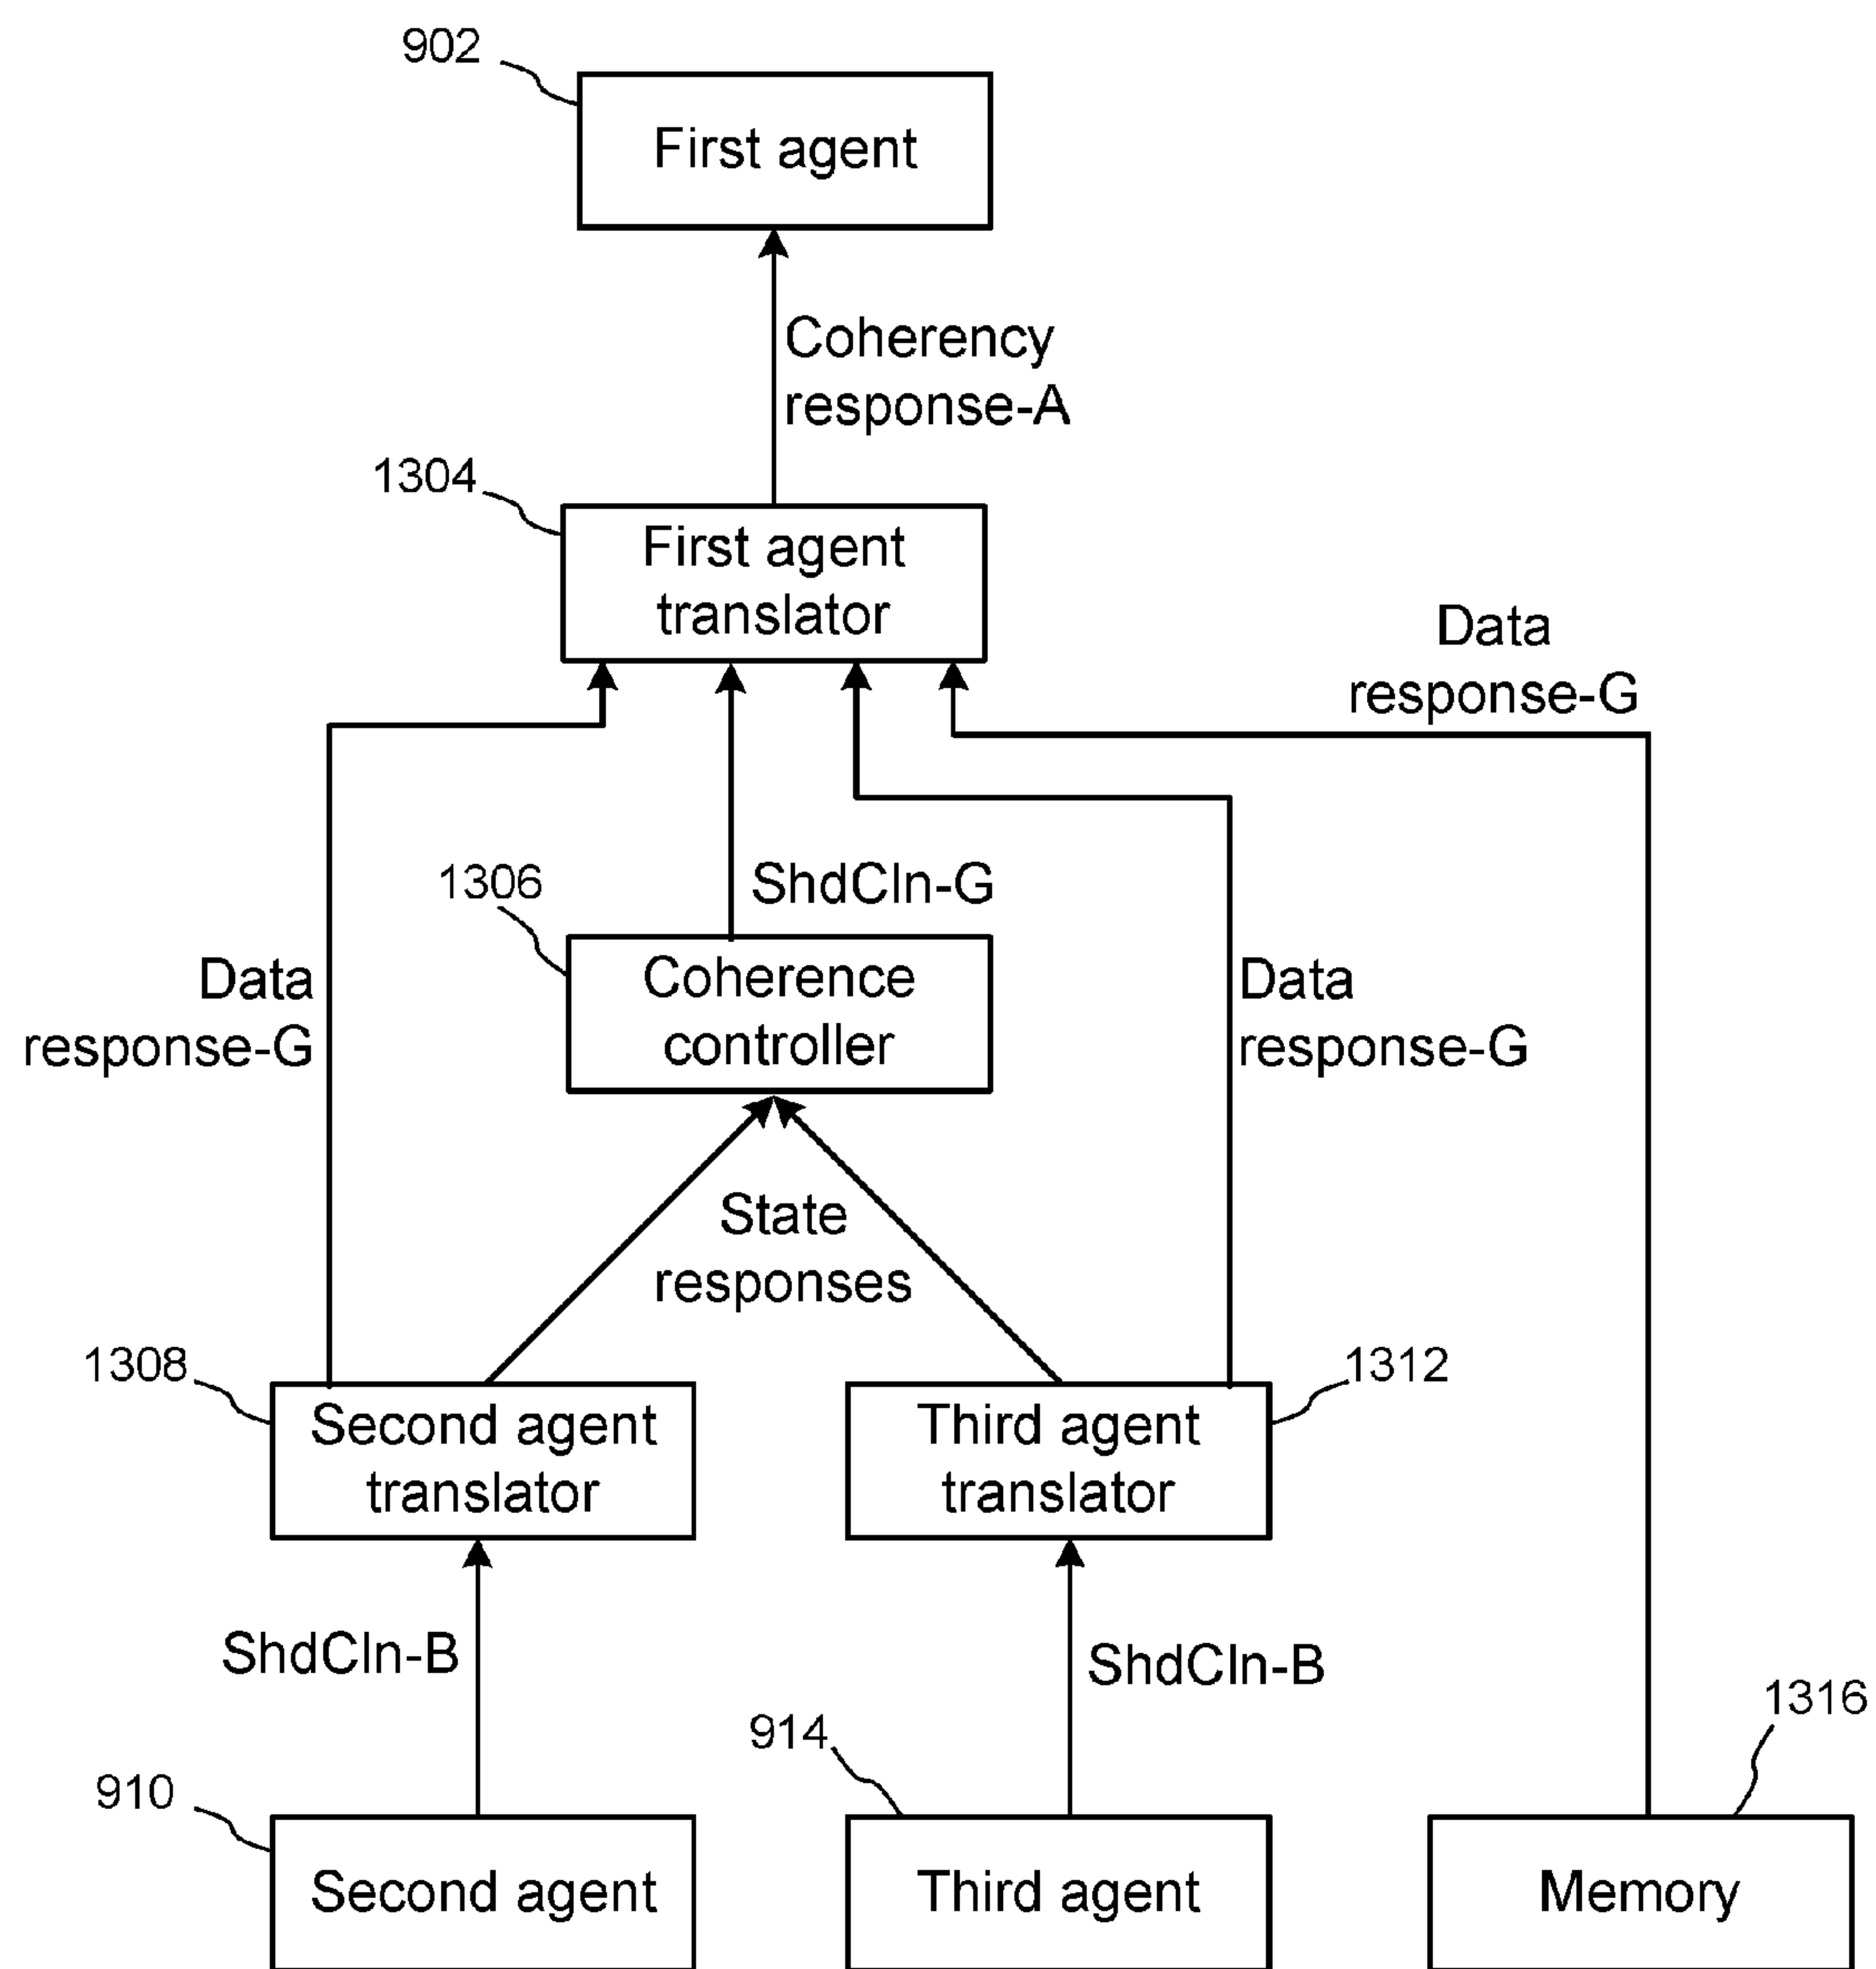 902
First agent
Coherency
response-A
1304
First agent
translator
Data
response-G
1306
ShdCln-G
Coherence
controller
Data
response-G
Data
response-G
State
responses
1308
1312
Second agent
translator
Third agent
translator
ShdCln-B
ShdCln-B
914
1316
910
Second agent
Third agent
Memory